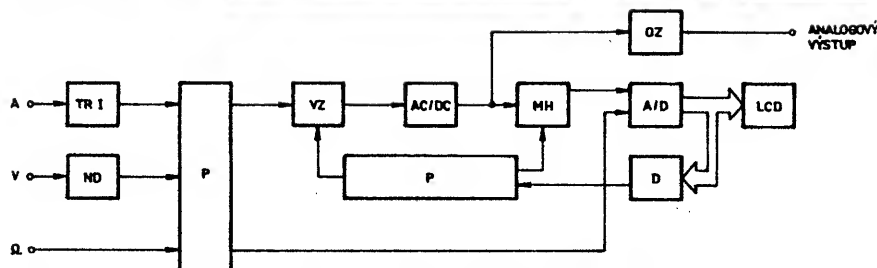 OZ
ANALOGOVÝ
VÝSTUP
A
TR I
VZ
AC/DC
MH
A/D
LCD
V
ND
P
P
D
Ω